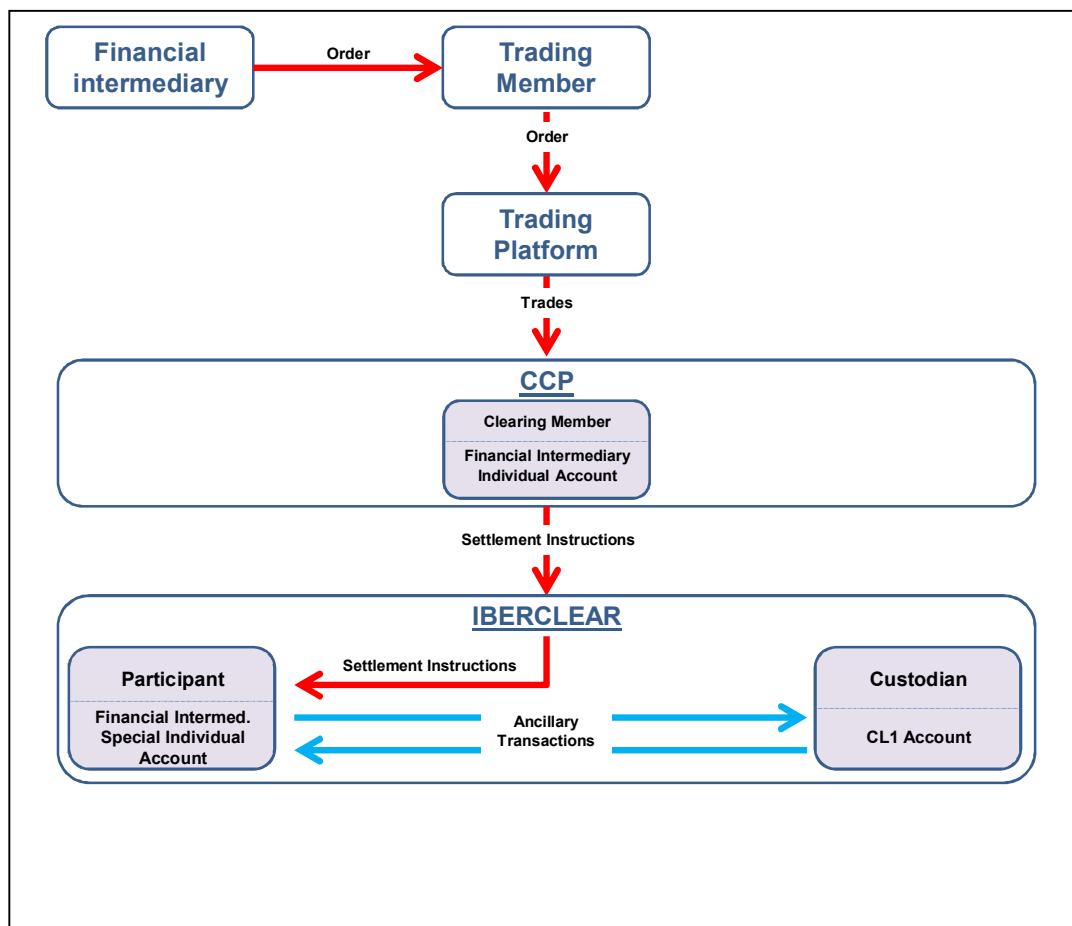 Financial
intermediary
Order
Trading
Member
Order
Trading
Platform
Trades
CCP
Clearing Member
Financial Intermediary
Individual Account
Settlement Instructions
IBERCLEAR
Settlement Instructions
Participant
Financial Intermed.
Special Individual
Account
Ancillary
Transactions
Custodian
CL1 Account